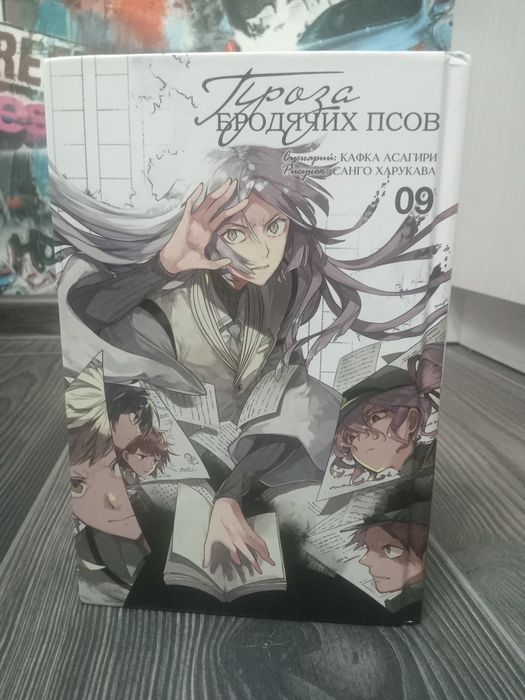 Проза
БРОДЯЧИХ ПСОВ
Сценарий: КАФКА АСАГИРИ
Рисунок: САНГО ХАРУКАВА
09